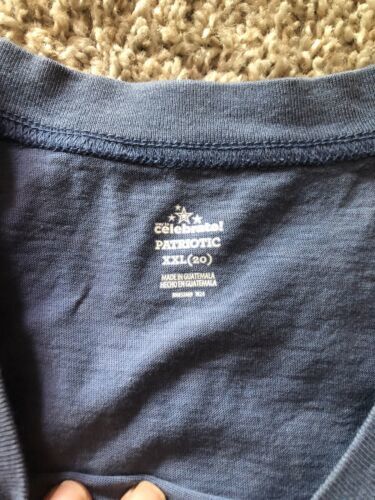 celebrate!
PATRIOTIC
XXL(20)
MADE IN GUATEMALA
HECHO EN GUATEMALA